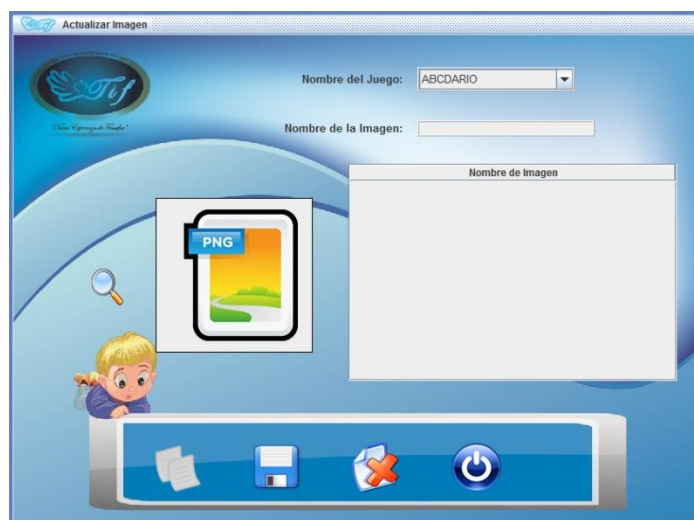 Actualizar Imagen
Tif
Nombre del Juego: ABCDARIO
Nombre de la Imagen:
Nombre de Imagen
PNG